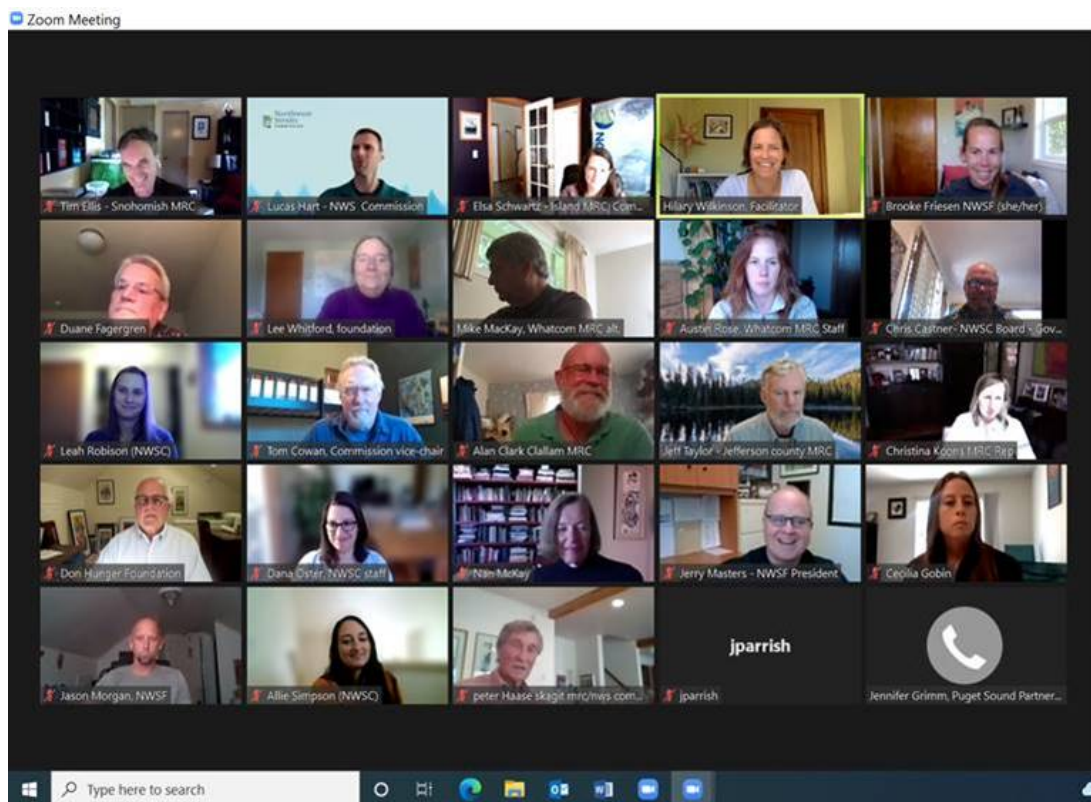 Zoom Meeting
Northwest
Straits
COMMISSION
Tim Ellis - Snohomish MRC
Lucas Hart - NWS Commission
Elsa Schwartz - Island MRC/ Com...
Hilary Wilkinson, Facilitator
Brooke Friesen NWSF (she/her)
Duane Fagergren
Lee Whitford, foundation
Mike MacKay, Whatcom MRC alt.
Austin Rose, Whatcom MRC Staff
Chris Castner- NWSC Board - Gov...
Leah Robison (NWSC)
Tom Cowan, Commission vice-chair
Alan Clark Clallam MRC
Jeff Taylor - Jefferson county MRC
Christina Koons MRC Rep
Don Hunger Foundation
Dana Oster, NWSC staff
Nan McKay
Jerry Masters - NWSF President
Cecilia Gobin
Jason Morgan, NWSF
Allie Simpson (NWSC)
peter Haase skagit mrc/nws com...
jparrish
jparrish
Jennifer Grimm, Puget Sound Partner...
Type here to search